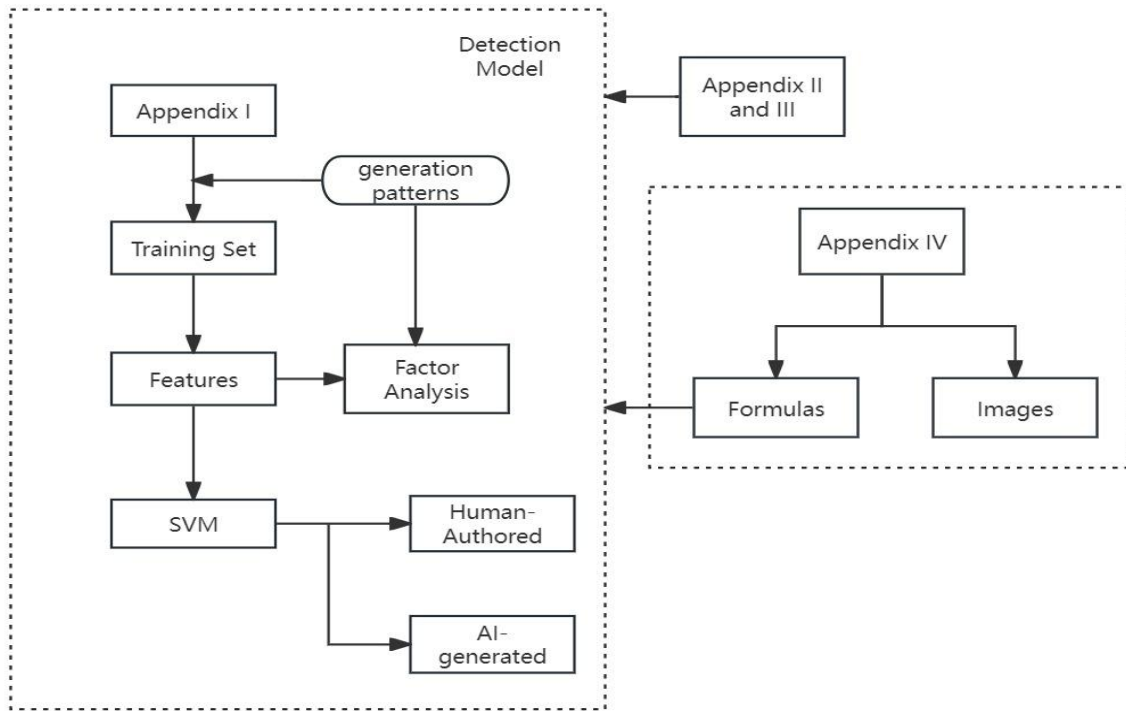 Detection
Model
Appendix I
generation
patterns
Training Set
Features
Factor
Analysis
SVM
Human-
Authored
AI-
generated
Appendix II
and III
Appendix IV
Formulas
Images